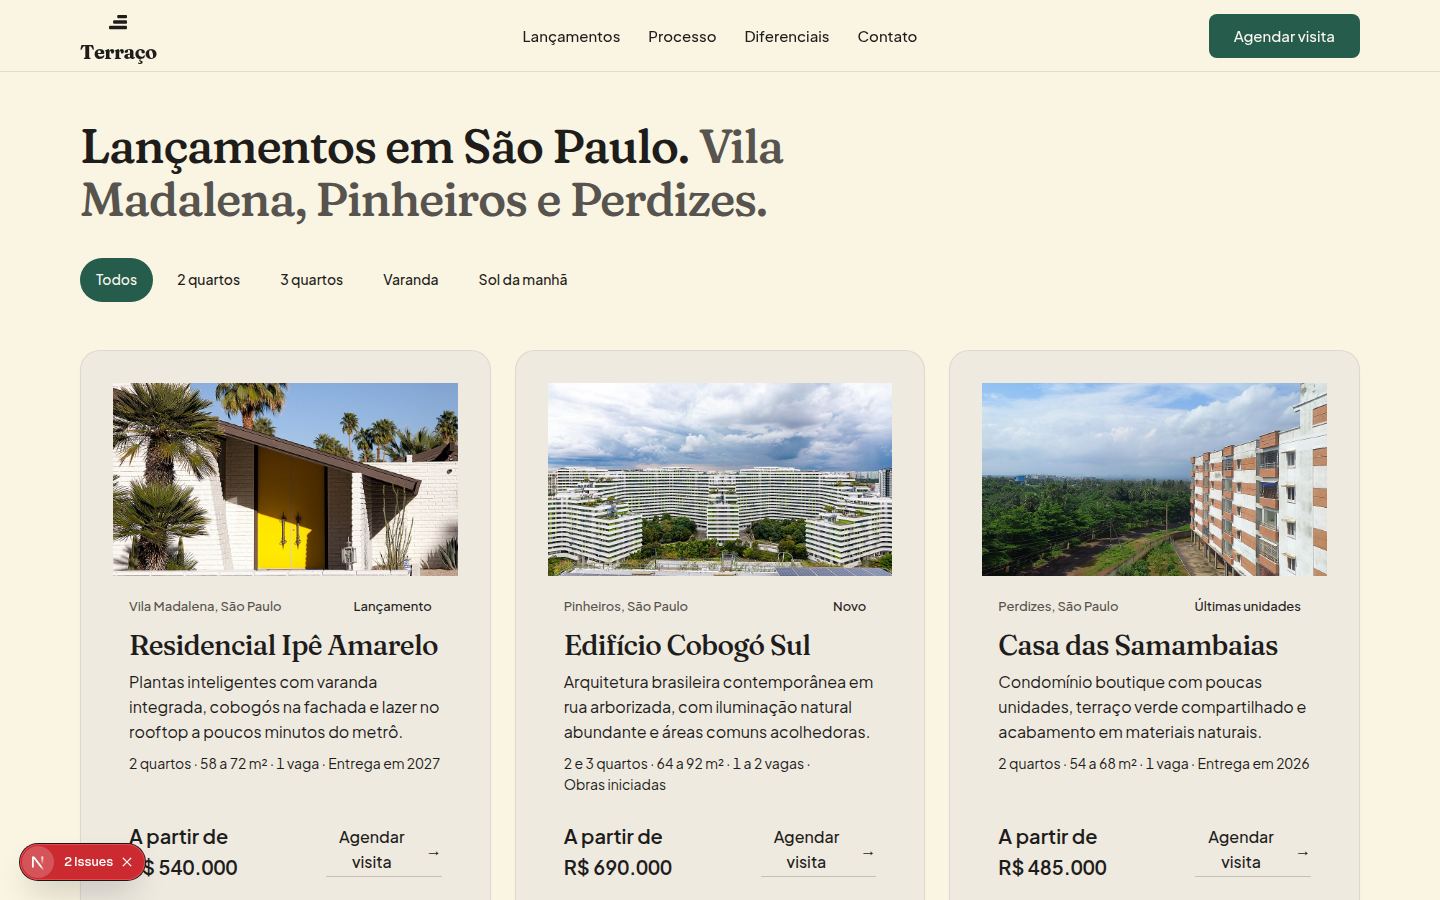 Terraço
Lançamentos
Processo
Diferenciais
Contato
Agendar visita
Lançamentos em São Paulo. Vila
Madalena, Pinheiros e Perdizes.
Todos
2 quartos
3 quartos
Varanda
Sol da manhã
Vila Madalena, São Paulo
Lançamento
Residencial Ipê Amarelo
Plantas inteligentes com varanda
integrada, cobogós na fachada e lazer no
rooftop a poucos minutos do metrô.
2 quartos · 58 a 72 m² · 1 vaga · Entrega em 2027
A partir de
$ 540.000
Agendar
visita →
Pinheiros, São Paulo
Novo
Edifício Cobogó Sul
Arquitetura brasileira contemporânea em
rua arborizada, com iluminação natural
abundante e áreas comuns acolhedoras.
2 e 3 quartos · 64 a 92 m² · 1 a 2 vagas ·
Obras iniciadas
A partir de
R$ 690.000
Agendar
visita →
Perdizes, São Paulo
Últimas unidades
Casa das Samambaias
Condomínio boutique com poucas
unidades, terraço verde compartilhado e
acabamento em materiais naturais.
2 quartos · 54 a 68 m² · 1 vaga · Entrega em 2026
A partir de
R$ 485.000
Agendar
visita →
N
2 Issues